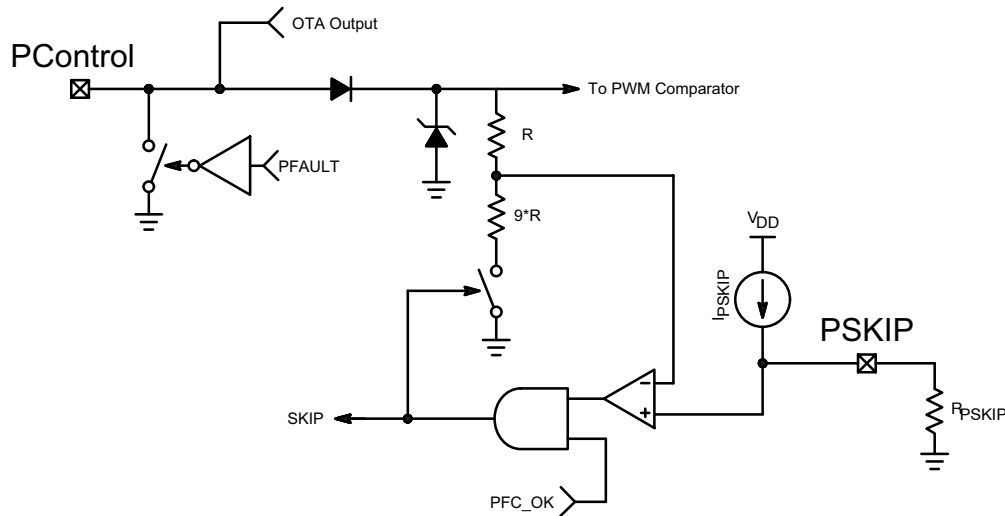 OTA Output
PControl
To PWM Comparator
R
PFAULT
9*R
VDD
IPSKIP
PSKIP
RPSKIP
SKIP
PFC_OK